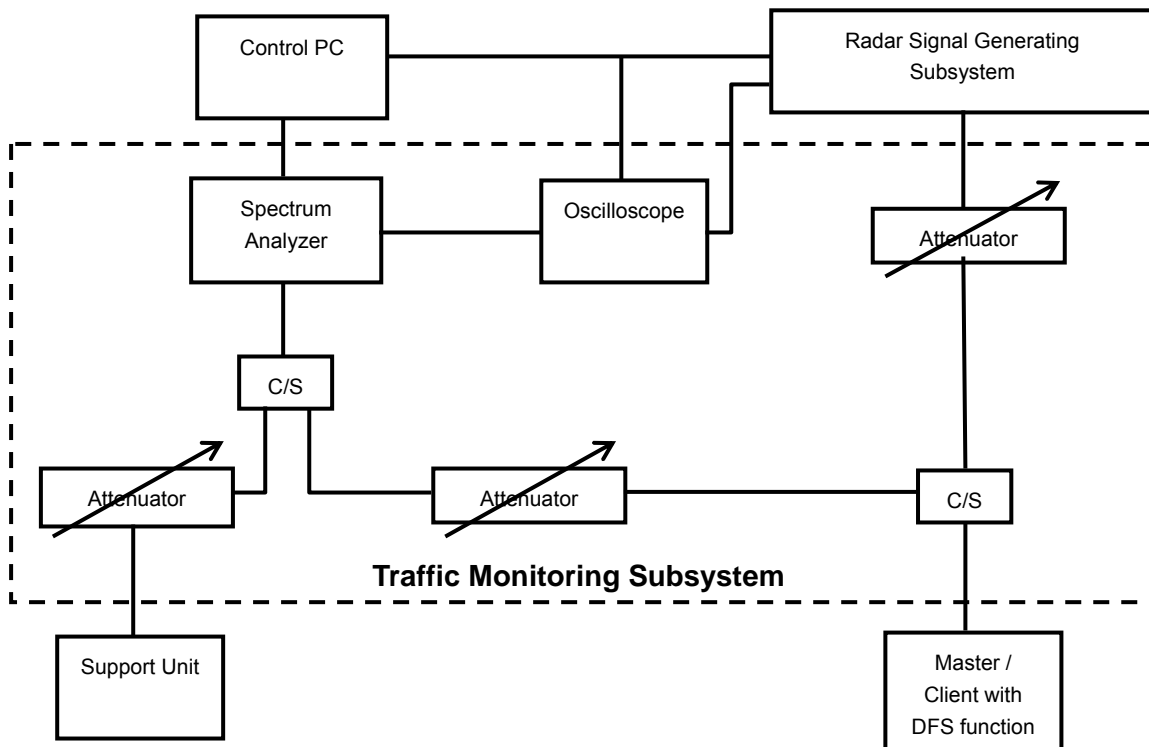 Control PC
Radar Signal Generating
Subsystem
Spectrum
Analyzer
Oscilloscope
Attenuator
C/S
Attenuator
Attenuator
C/S
Traffic Monitoring Subsystem
Support Unit
Master /
Client with
DFS function